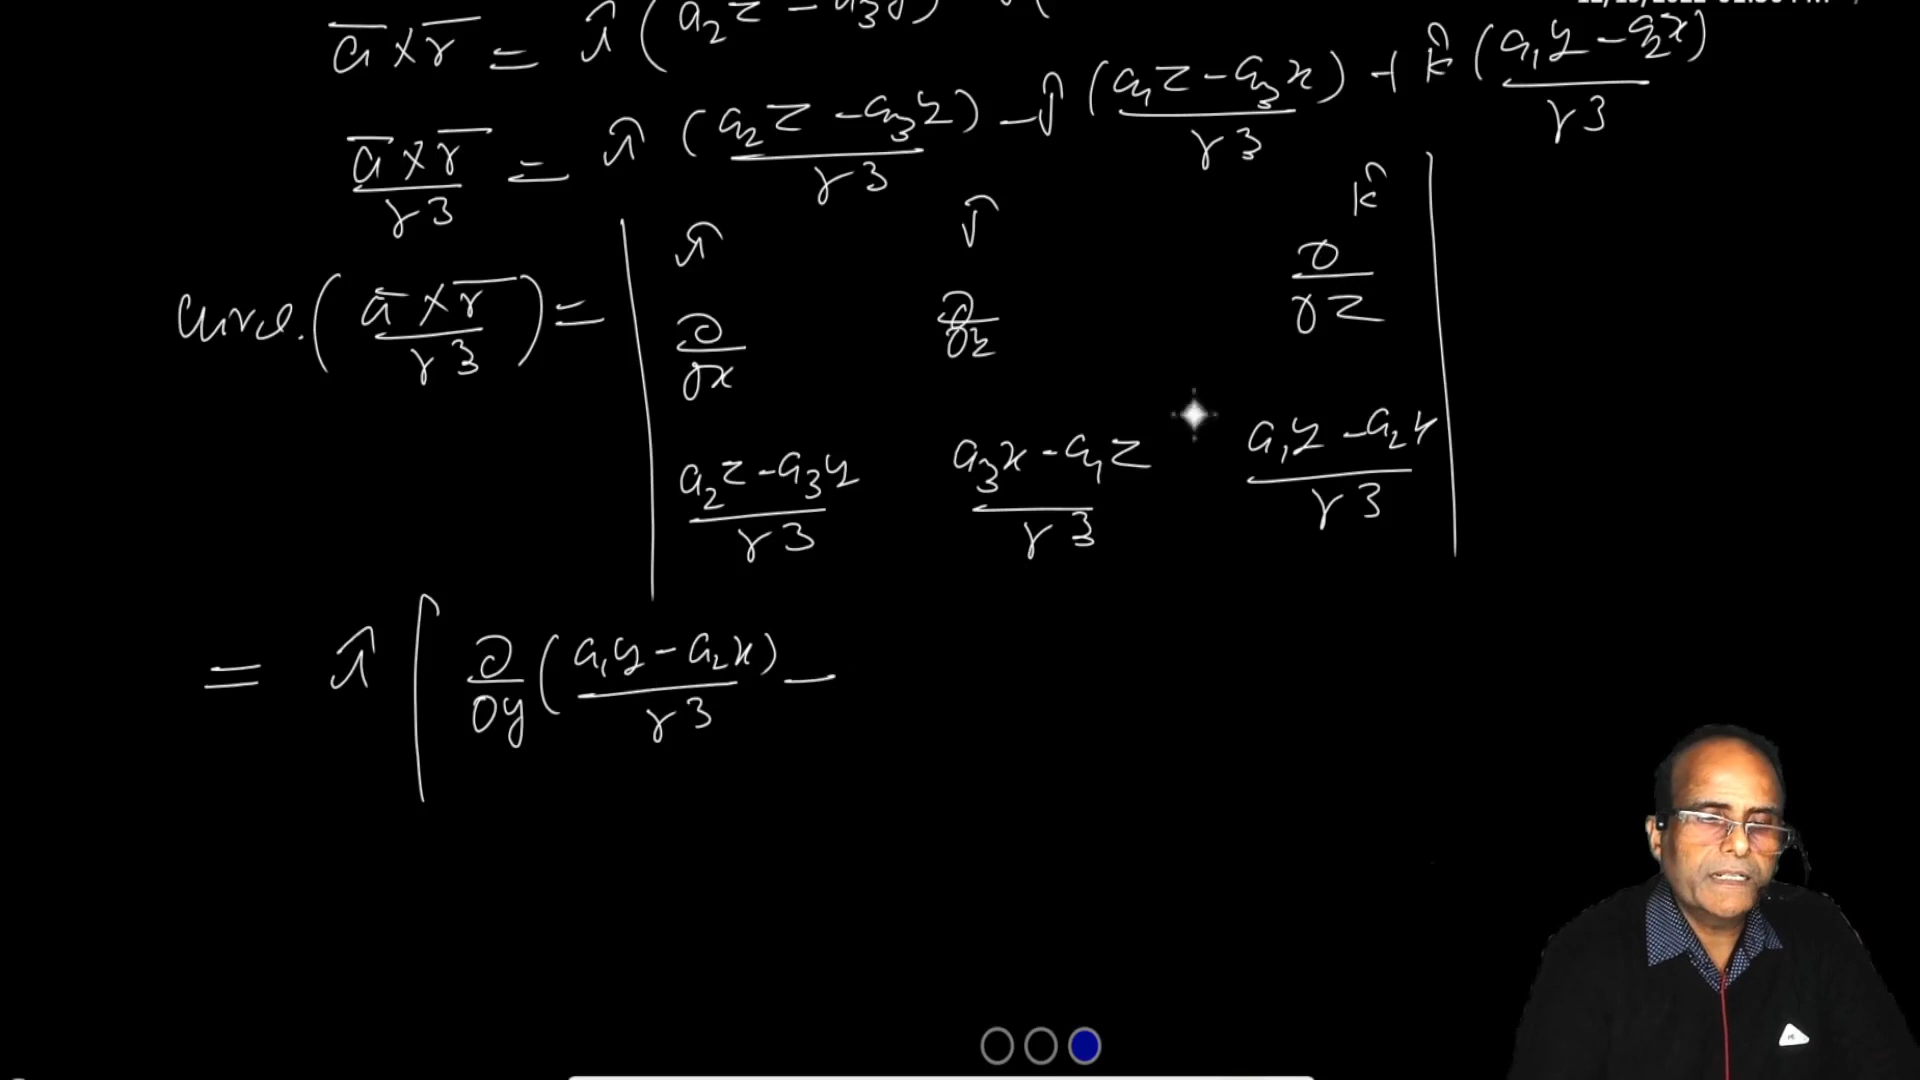 a̅ × r̅ = î (a₂z − a₃y)
a̅ × r̅ / r³ = î (a₂z − a₃y) / r³ − ĵ (a₁z − a₃x) / r³ + k̂ (a₁y − a₂x) / r³
curl. (a̅ × r̅ / r³) = | î ĵ k̂
∂/∂x ∂/∂y ∂/∂z
(a₂z − a₃y) / r³ (a₃x − a₁z) / r³ (a₁y − a₂x) / r³ |
= î [ ∂/∂y (a₁y − a₂x) / r³ −